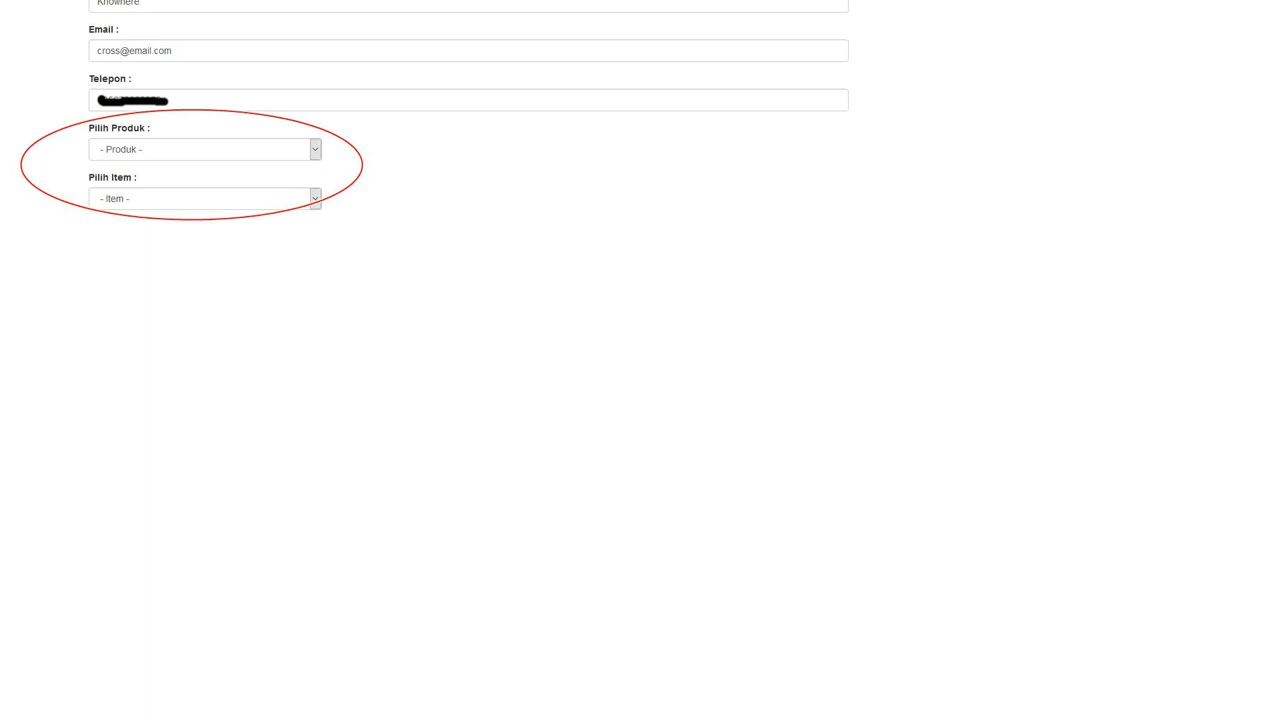 Knowhere
Email :
cross@email.com
Telepon :
Pilih Produk :
- Produk -
Pilih Item :
- Item -